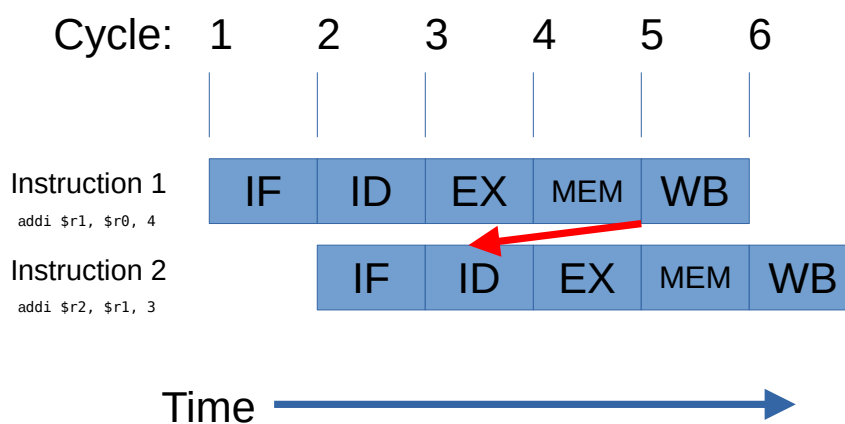 Cycle: 1 2 3 4 5 6
Instruction 1
addi $r1, $r0, 4
IF ID EX MEM WB
Instruction 2
addi $r2, $r1, 3
IF ID EX MEM WB
Time